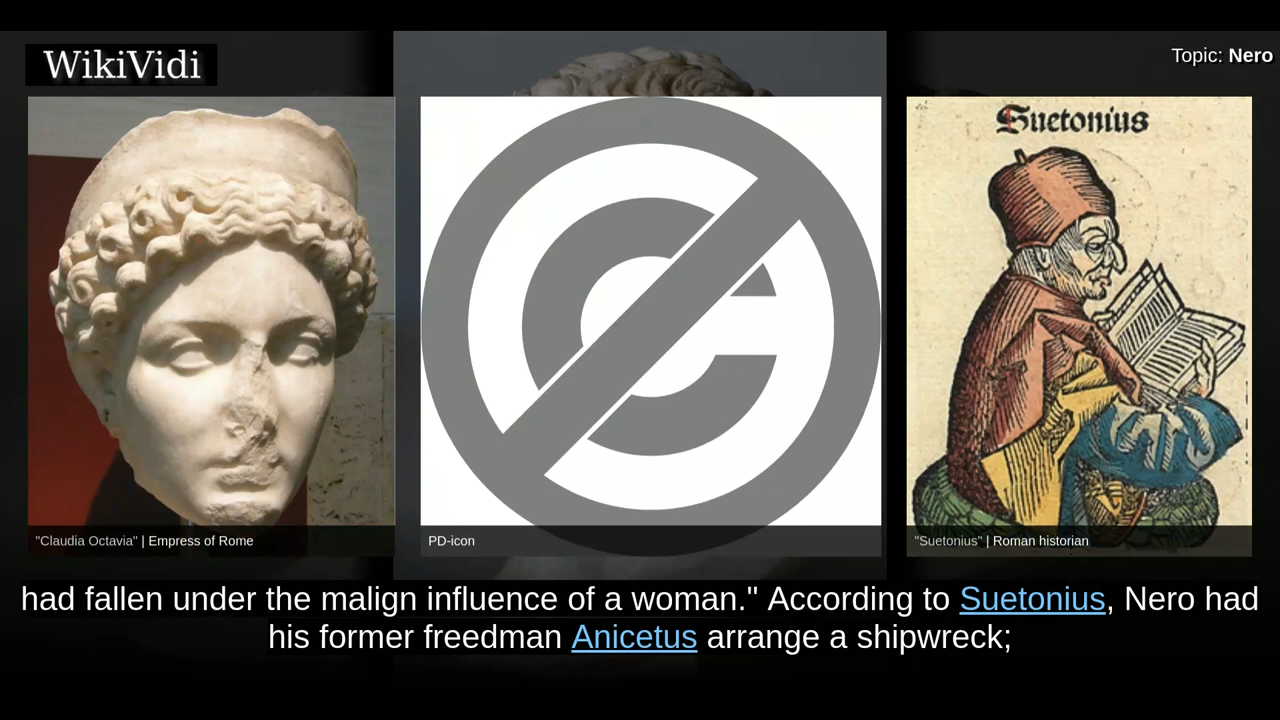 WikiVidi
Topic: Nero
Suetonius
"Claudia Octavia" | Empress of Rome
PD-icon
"Suetonius" | Roman historian
had fallen under the malign influence of a woman." According to Suetonius, Nero had
his former freedman Anicetus arrange a shipwreck;